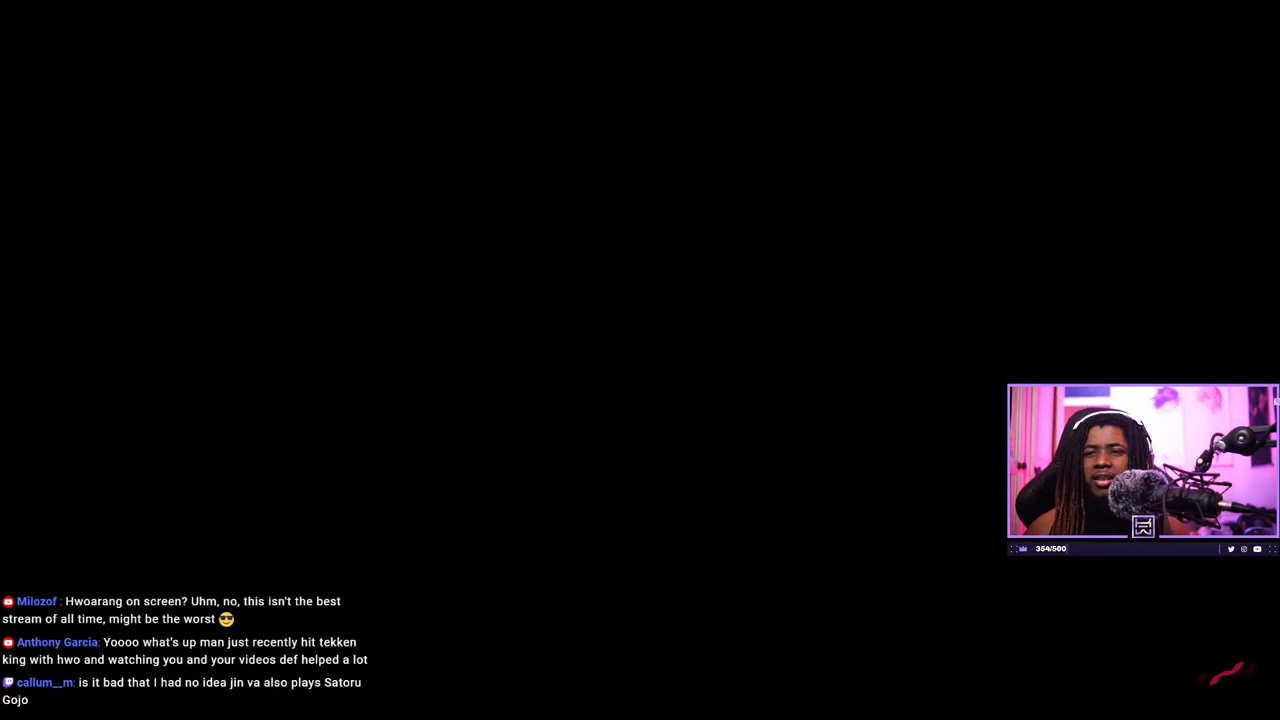 354/500
Milozof : Hwoarang on screen? Uhm, no, this isn't the best
stream of all time, might be the worst 😎
Anthony Garcia: Yoooo what's up man just recently hit tekken
king with hwo and watching you and your videos def helped a lot
callum__m: is it bad that I had no idea jin va also plays Satoru
Gojo